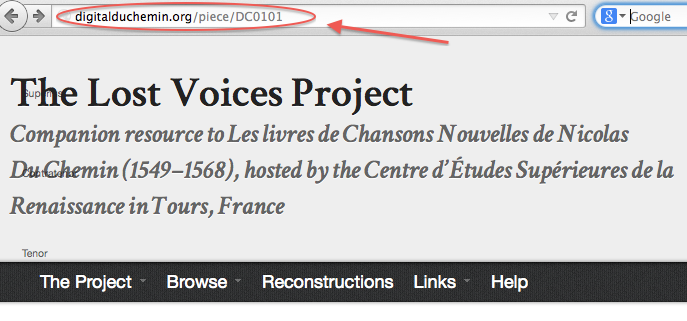 digitalduchemin.org/piece/DC0101
Google
The Lost Voices Project
Companion resource to Les livres de Chansons Nouvelles de Nicolas
Du Chemin (1549–1568), hosted by the Centre d'Études Supérieures de la
Renaissance in Tours, France
Tenor
The Project Browse Reconstructions Links Help